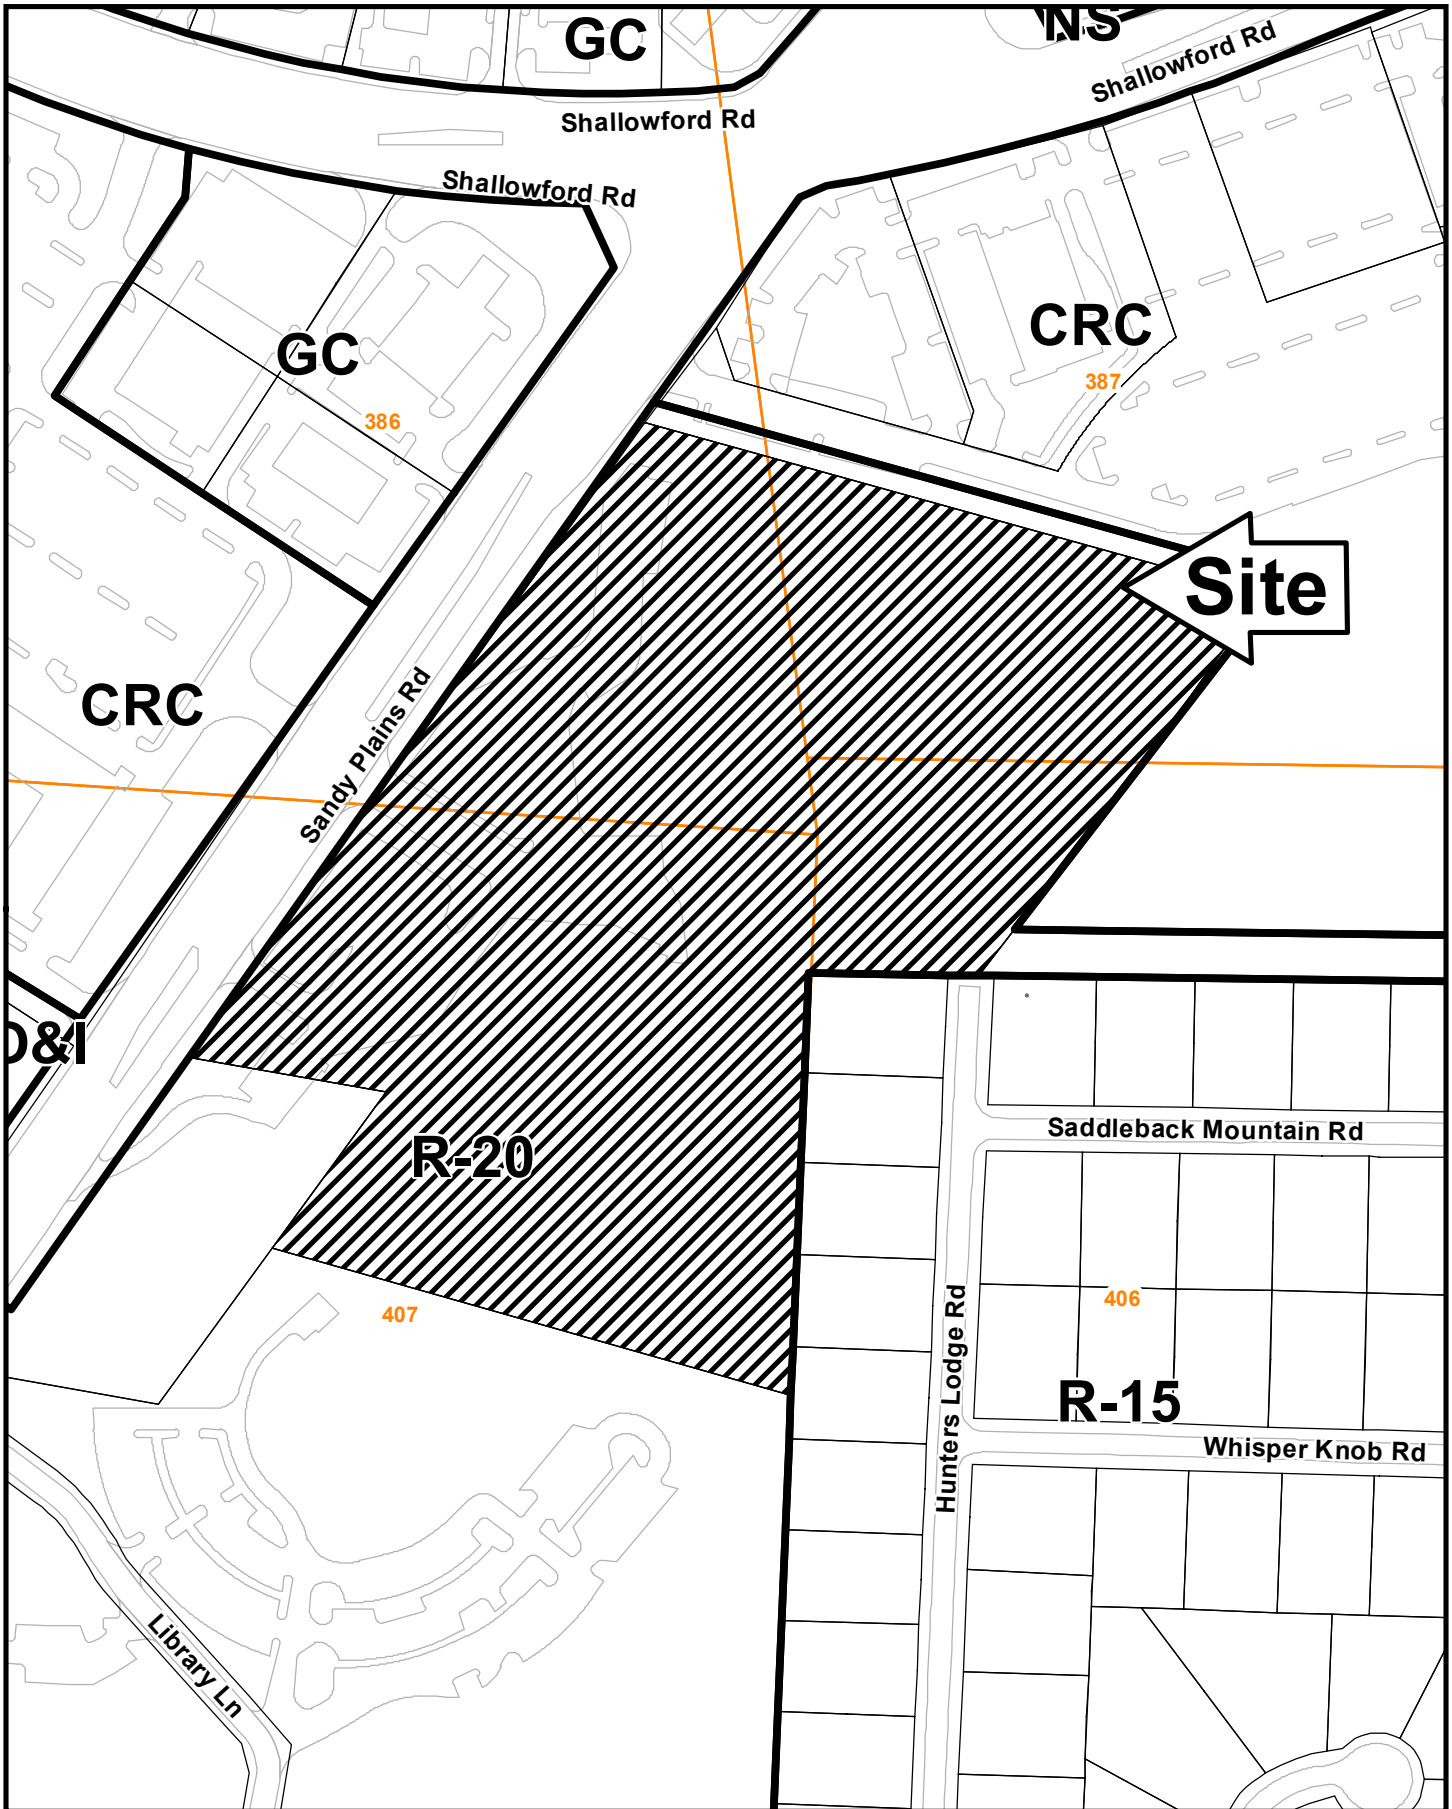 GC
NS
Shallowford Rd
Shallowford Rd
Shallowford Rd
CRC
GC
387
386
Site
CRC
Sandy Plains Rd
O&I
Saddleback Mountain Rd
R-20
406
407
Hunters Lodge Rd
R-15
Whisper Knob Rd
Library Ln